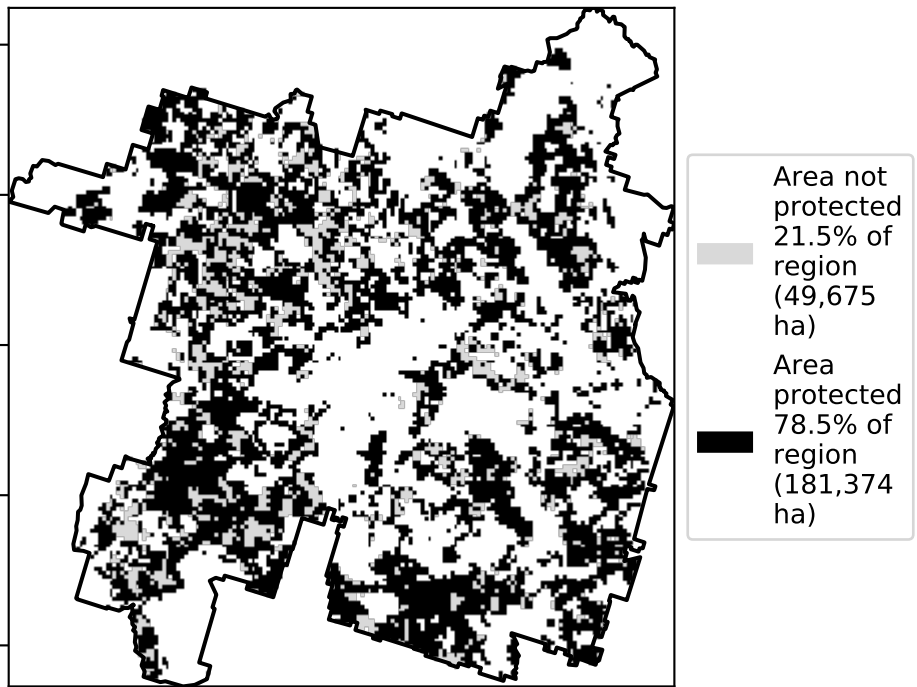 Area not
protected
21.5% of
region
(49,675
ha)
Area
protected
78.5% of
region
(181,374
ha)